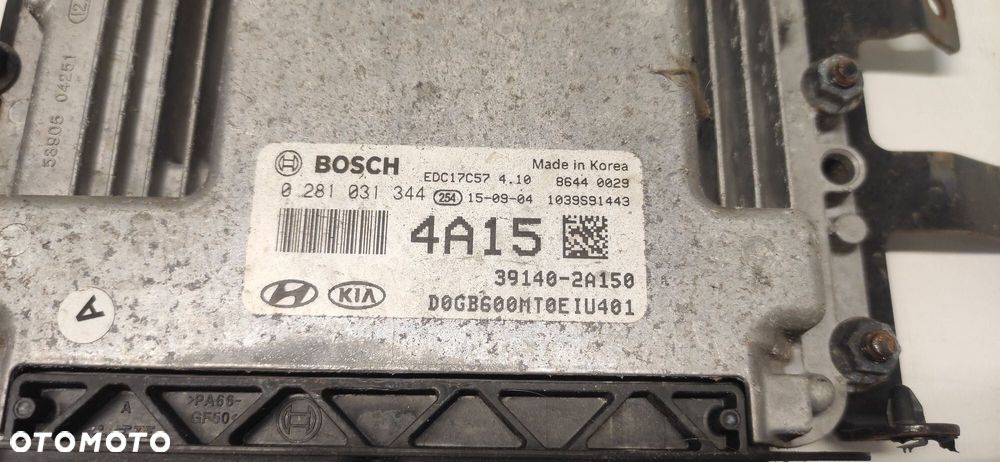 12
58905 04251
BOSCH
Made in Korea
EDC17C57 4.10 8644 0029
0 281 031 344 254 15-09-04 1039S91443
4A15
39140-2A150
KIA D0GB600MT0EIU401
A
>PA66-
GF50<
A
OTOMOTO